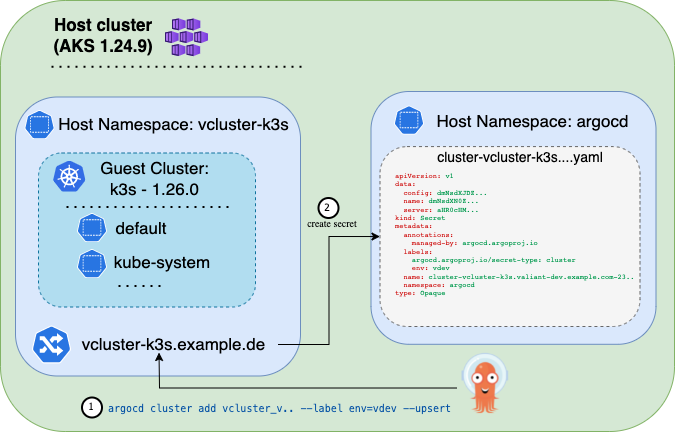 Host cluster
(AKS 1.24.9)
Host Namespace: vcluster-k3s
Guest Cluster:
k3s - 1.26.0
default
kube-system
vcluster-k3s.example.de
2
create secret
Host Namespace: argocd
cluster-vcluster-k3s....yaml
apiVersion: v1
data:
config: dmNsdXJDZ...
name: dmNsdXN0Z...
server: aHR0cHM...
kind: Secret
metadata:
annotations:
managed-by: argocd.argoproj.io
labels:
argocd.argoproj.io/secret-type: cluster
env: vdev
name: cluster-vcluster-k3s.valiant-dev.example.com-23..
namespace: argocd
type: Opaque
1 argocd cluster add vcluster_v.. --label env=vdev --upsert